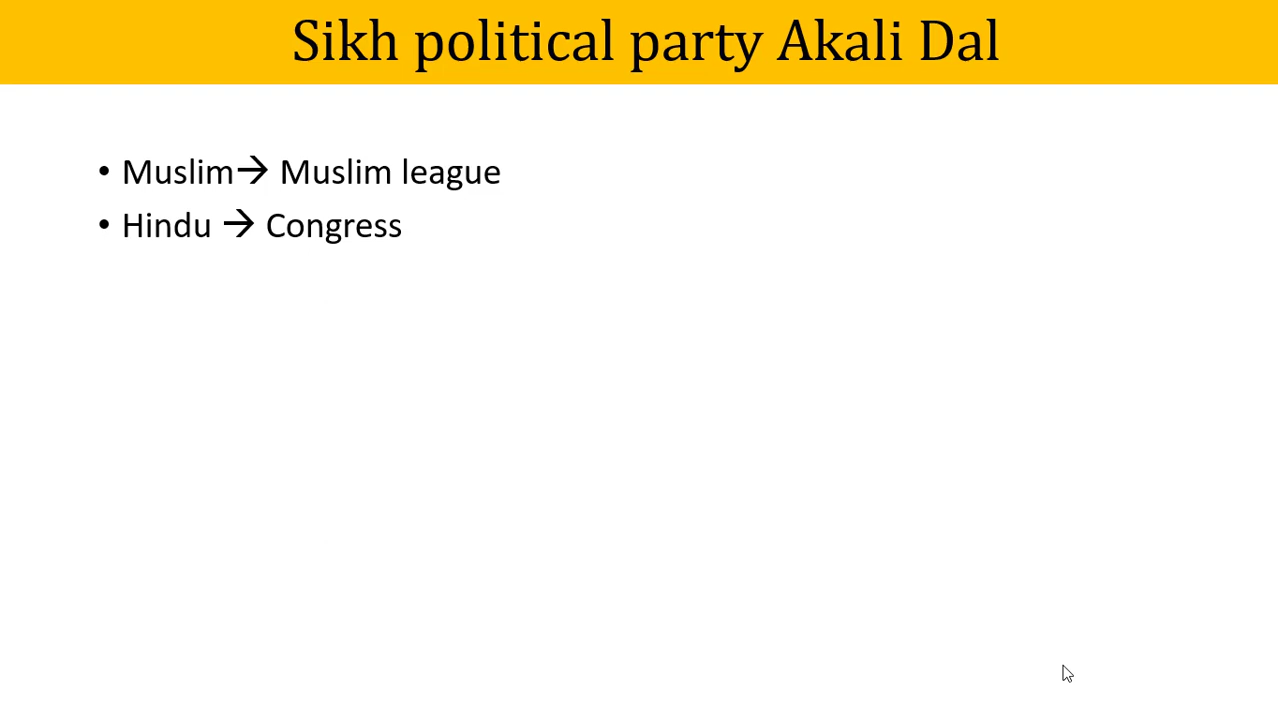 Sikh political party Akali Dal
• Muslim→ Muslim league
• Hindu → Congress